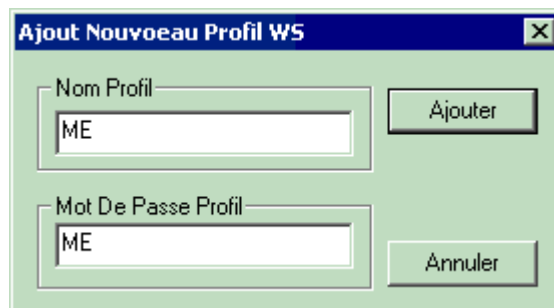 Ajout Nouvoeau Profil WS
Nom Profil
ME
Ajouter
Mot De Passe Profil
ME
Annuler